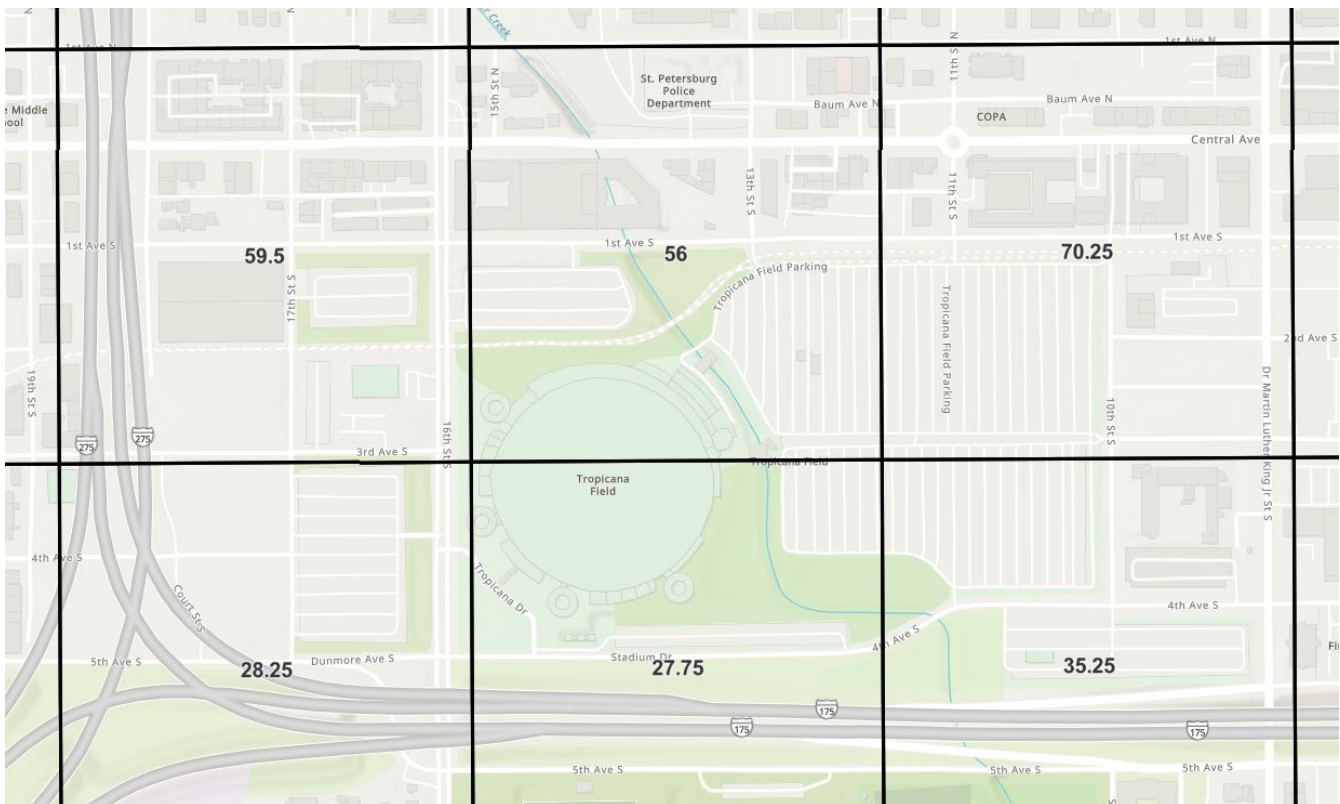 1st Ave N
1st Ave N
15th St N
11th St N
St. Petersburg
Police
Department
Baum Ave N
Baum Ave N
COPA
Central Ave
13th St S
11th St S
1st Ave S
1st Ave S
1st Ave S
59.5
56
70.25
17th St S
Tropicana Field Parking
Tropicana Field Parking
19th St S
16th St S
10th St S
Dr Martin Luther King Jr St S
275
275
3rd Ave S
Tropicana Field
Tropicana
Field
4th Ave S
Court St S
Tropicana Dr
4th Ave S
4th Ave S
5th Ave S
28.25
Dunmore Ave S
Stadium Dr
27.75
35.25
175
175
175
5th Ave S
5th Ave S
5th Ave S